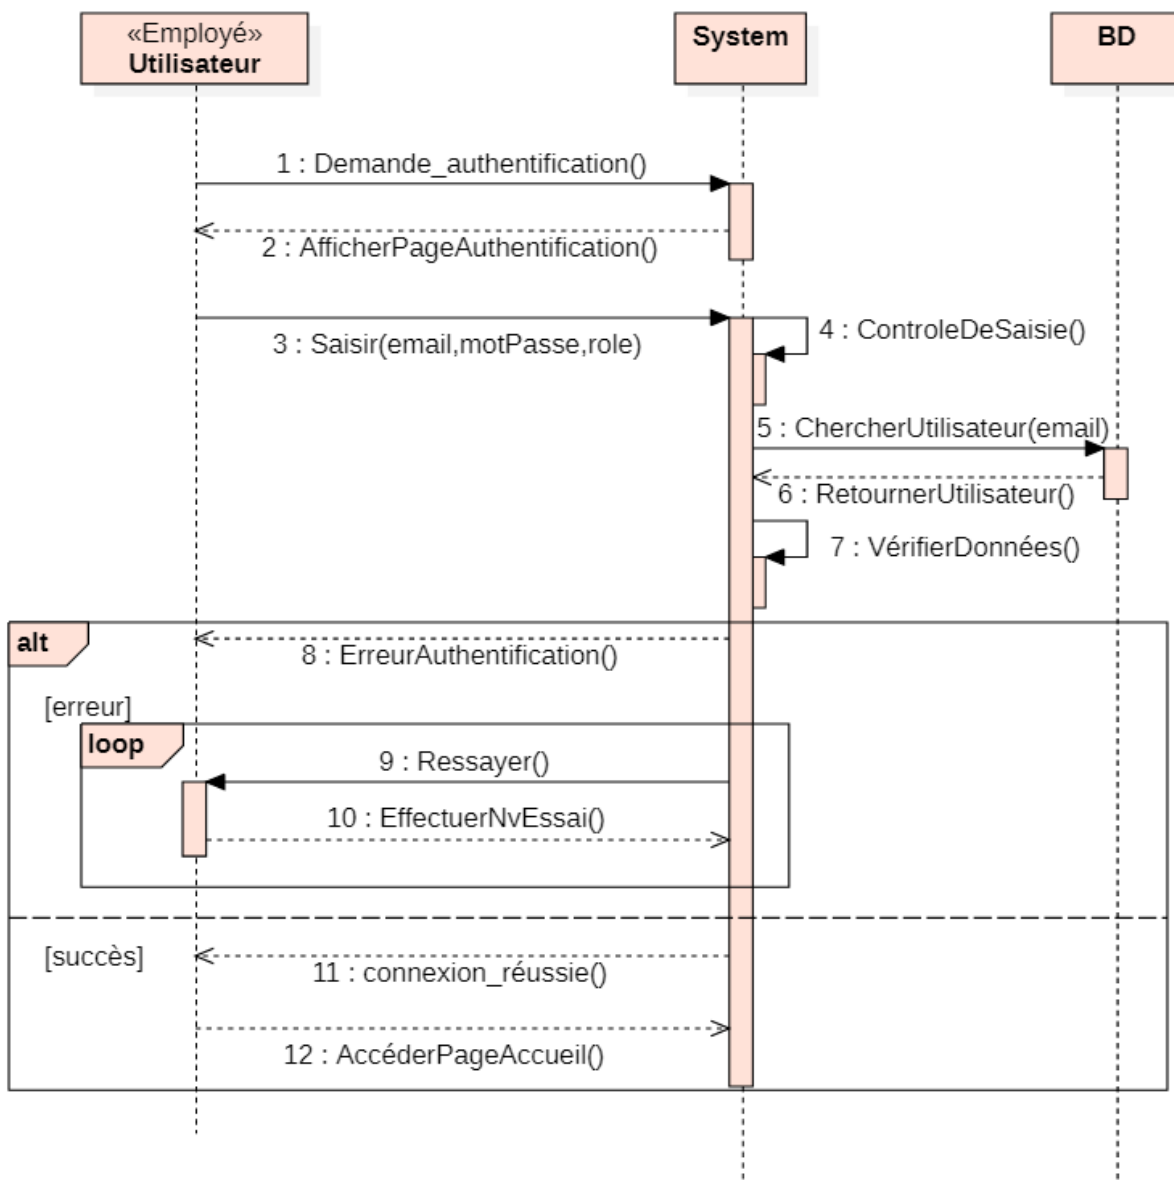 «Employé»
Utilisateur
System
BD
1 : Demande_authentification()
2 : AfficherPageAuthentification()
3 : Saisir(email,motPasse,role)
4 : ControleDeSaisie()
5 : ChercherUtilisateur(email)
6 : RetournerUtilisateur()
7 : VérifierDonnées()
alt
8 : ErreurAuthentification()
[erreur]
loop
9 : Ressayer()
10 : EffectuerNvEssai()
[succès]
11 : connexion_réussie()
12 : AccéderPageAccueil()